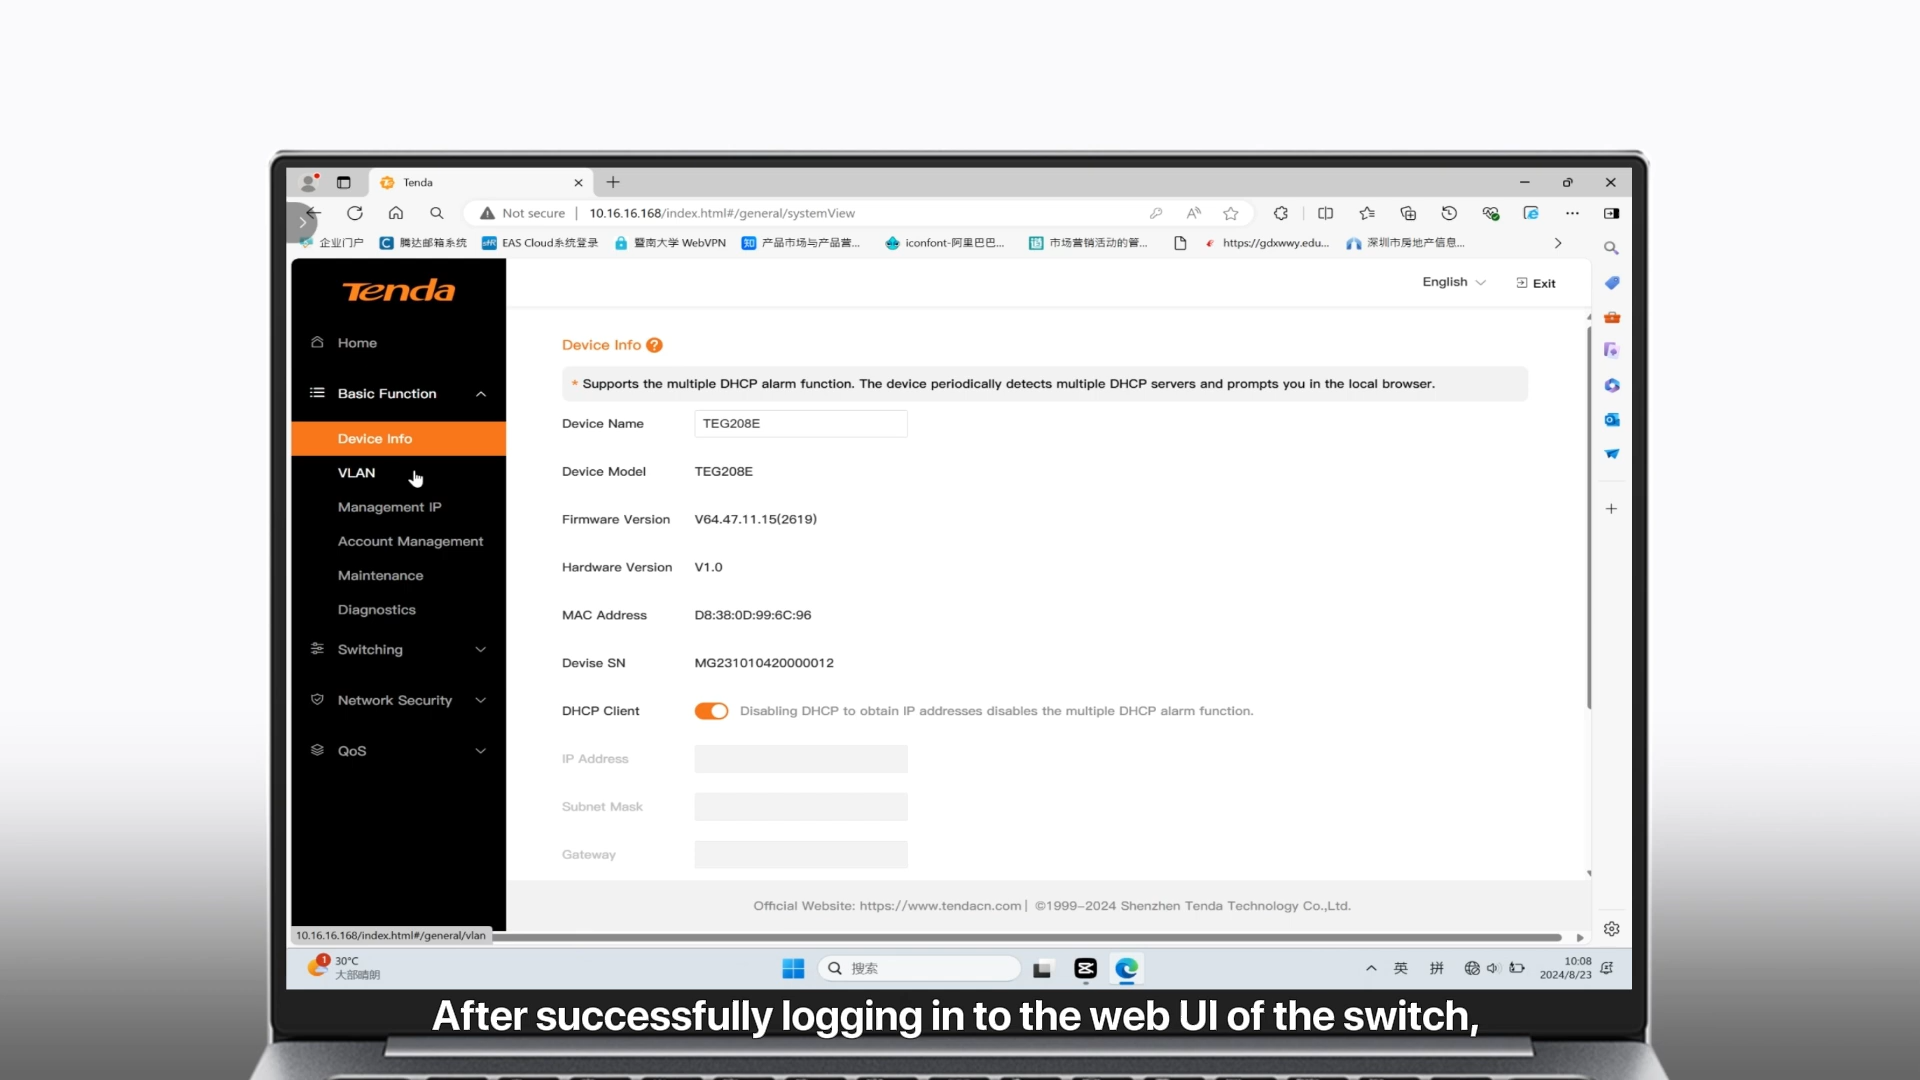 Tenda
Not secure
10.16.16.168/index.html#/general/systemView
企业门户
腾达邮箱系统
EAS Cloud系统登录
暨南大学 WebVPN
产品市场与产品营...
iconfont-阿里巴巴...
市场营销活动的管...
https://gdxwwy.edu...
深圳市房地产信息...
Tenda
English
Exit
Home
Basic Function
Device Info
VLAN
Management IP
Account Management
Maintenance
Diagnostics
Switching
Network Security
QoS
Device Info ?
* Supports the multiple DHCP alarm function. The device periodically detects multiple DHCP servers and prompts you in the local browser.
Device Name TEG208E
Device Model TEG208E
Firmware Version V64.47.11.15(2619)
Hardware Version V1.0
MAC Address D8:38:0D:99:6C:96
Devise SN MG231010420000012
DHCP Client Disabling DHCP to obtain IP addresses disables the multiple DHCP alarm function.
IP Address
Subnet Mask
Gateway
Official Website: https://www.tendacn.com| ©1999–2024 Shenzhen Tenda Technology Co.,Ltd.
10.16.16.168/index.html#/general/vlan
1
30°C
大部晴朗
搜索
英
拼
10:08
2024/8/23
After successfully logging in to the web UI of the switch,